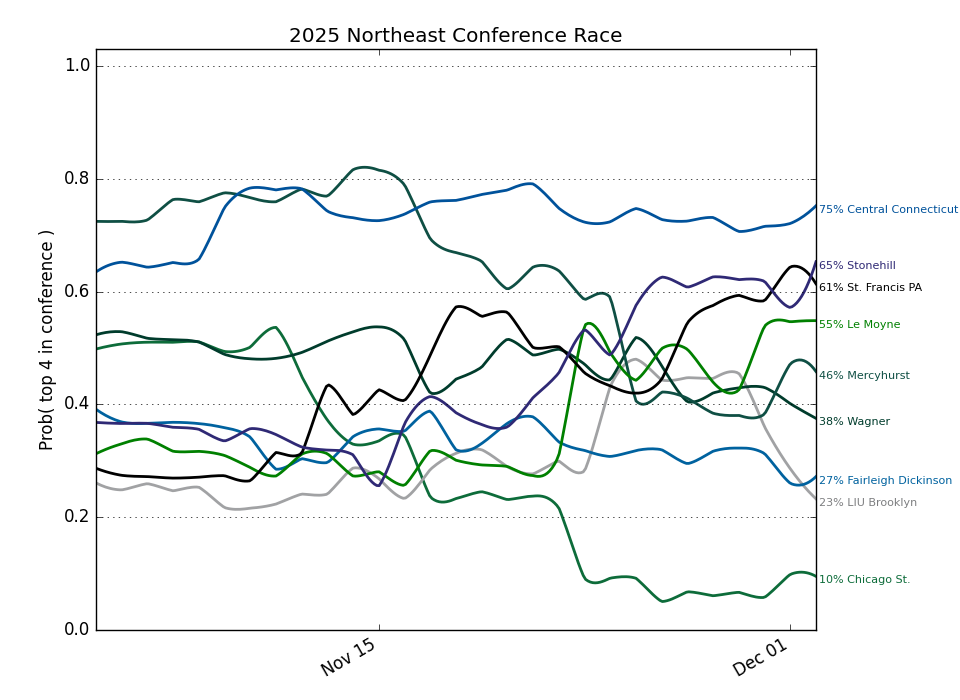 2025 Northeast Conference Race
Prob( top 4 in conference )
1.0
0.8
0.6
0.4
0.2
0.0
Nov 15
Dec 01
75% Central Connecticut
65% Stonehill
61% St. Francis PA
55% Le Moyne
46% Mercyhurst
38% Wagner
27% Fairleigh Dickinson
23% LIU Brooklyn
10% Chicago St.